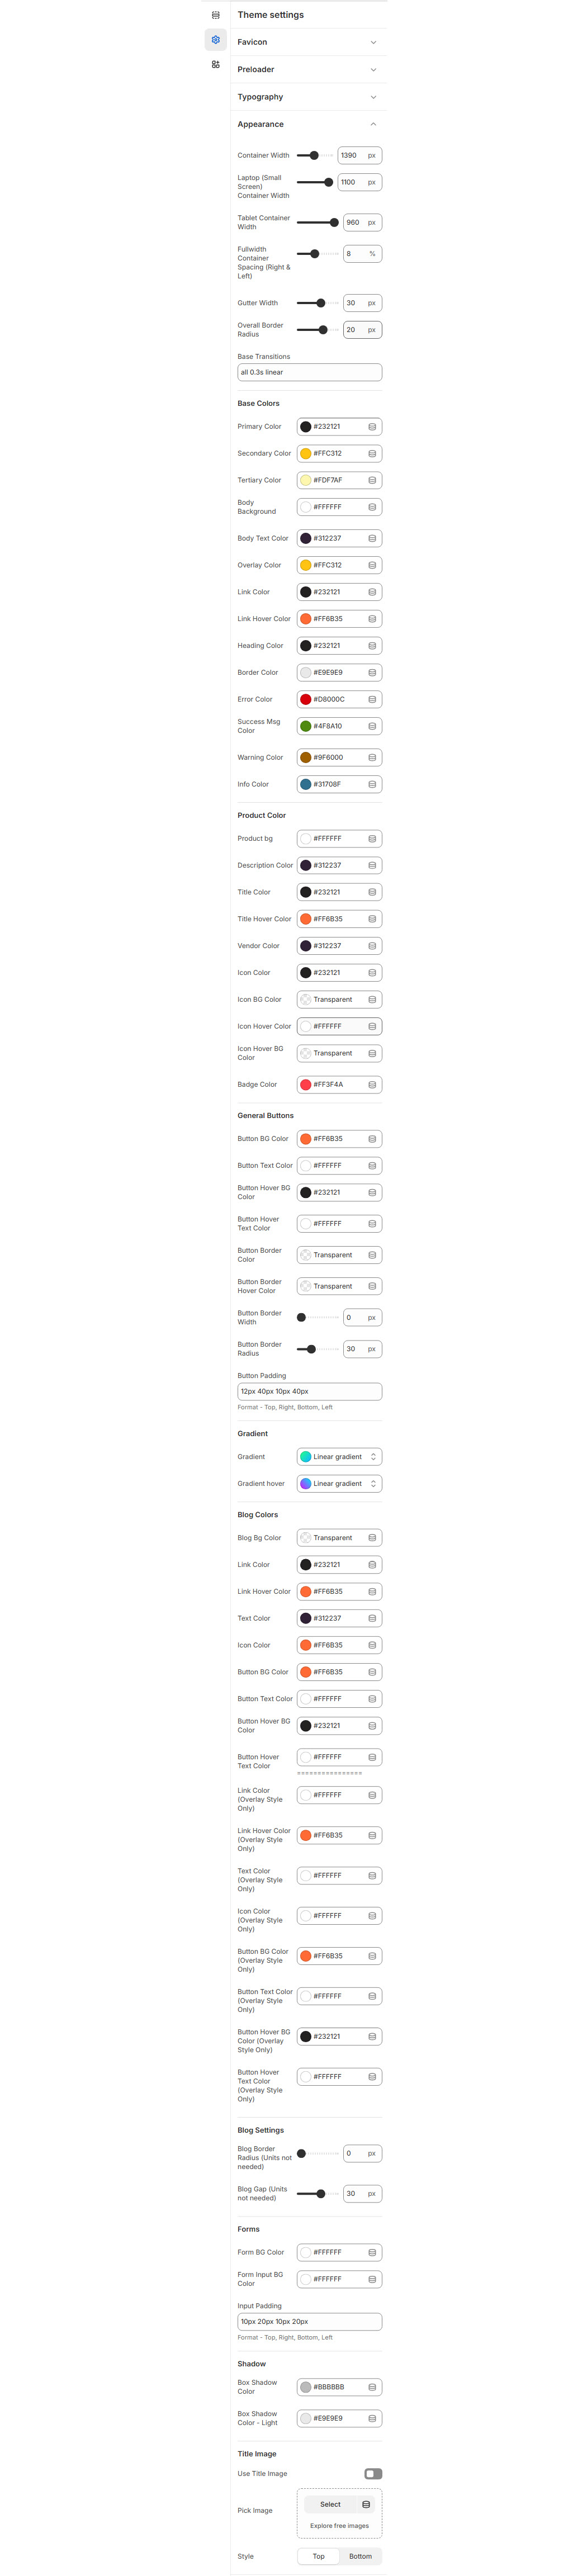 Theme settings
Favicon
Preloader
Typography
Appearance
Container Width
1390 px
Laptop (Small
Screen)
Container Width
1100 px
Tablet Container
Width
960 px
Fullwidth
Container
Spacing (Right &
Left)
8 %
Gutter Width
30 px
Overall Border
Radius
20 px
Base Transitions
all 0.3s linear
Base Colors
Primary Color
#232121
Secondary Color
#FFC312
Tertiary Color
#FDF7AF
Body
Background
#FFFFFF
Body Text Color
#312237
Overlay Color
#FFC312
Link Color
#232121
Link Hover Color
#FF6B35
Heading Color
#232121
Border Color
#E9E9E9
Error Color
#D8000C
Success Msg
Color
#4F8A10
Warning Color
#9F6000
Info Color
#31708F
Product Color
Product bg
#FFFFFF
Description Color
#312237
Title Color
#232121
Title Hover Color
#FF6B35
Vendor Color
#312237
Icon Color
#232121
Icon BG Color
Transparent
Icon Hover Color
#FFFFFF
Icon Hover BG
Color
Transparent
Badge Color
#FF3F4A
General Buttons
Button BG Color
#FF6B35
Button Text Color
#FFFFFF
Button Hover BG
Color
#232121
Button Hover
Text Color
#FFFFFF
Button Border
Color
Transparent
Button Border
Hover Color
Transparent
Button Border
Width
0 px
Button Border
Radius
30 px
Button Padding
12px 40px 10px 40px
Format - Top, Right, Bottom, Left
Gradient
Gradient
Linear gradient
Gradient hover
Linear gradient
Blog Colors
Blog Bg Color
Transparent
Link Color
#232121
Link Hover Color
#FF6B35
Text Color
#312237
Icon Color
#FF6B35
Button BG Color
#FF6B35
Button Text Color
#FFFFFF
Button Hover BG
Color
#232121
Button Hover
Text Color
#FFFFFF
================
Link Color
(Overlay Style
Only)
#FFFFFF
Link Hover Color
(Overlay Style
Only)
#FF6B35
Text Color
(Overlay Style
Only)
#FFFFFF
Icon Color
(Overlay Style
Only)
#FFFFFF
Button BG Color
(Overlay Style
Only)
#FF6B35
Button Text Color
(Overlay Style
Only)
#FFFFFF
Button Hover BG
Color (Overlay
Style Only)
#232121
Button Hover
Text Color
(Overlay Style
Only)
#FFFFFF
Blog Settings
Blog Border
Radius (Units not
needed)
0 px
Blog Gap (Units
not needed)
30 px
Forms
Form BG Color
#FFFFFF
Form Input BG
Color
#FFFFFF
Input Padding
10px 20px 10px 20px
Format - Top, Right, Bottom, Left
Shadow
Box Shadow
Color
#BBBBBB
Box Shadow
Color - Light
#E9E9E9
Title Image
Use Title Image
Pick Image
Select
Explore free images
Style
Top
Bottom